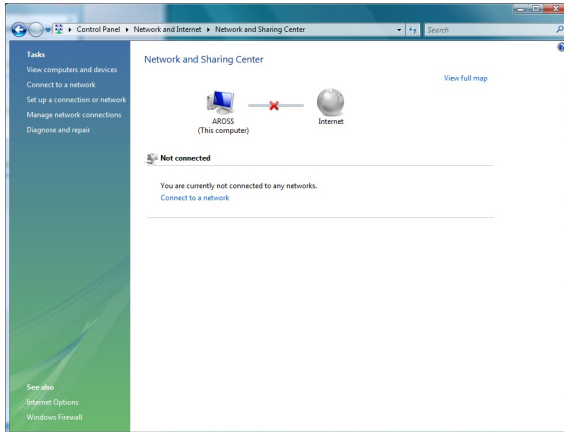 Control Panel ▸ Network and Internet ▸ Network and Sharing Center
Search
Tasks
View computers and devices
Connect to a network
Set up a connection or network
Manage network connections
Diagnose and repair
Network and Sharing Center
View full map
AROSS
(This computer)
Internet
Not connected
You are currently not connected to any networks.
Connect to a network
See also
Internet Options
Windows Firewall